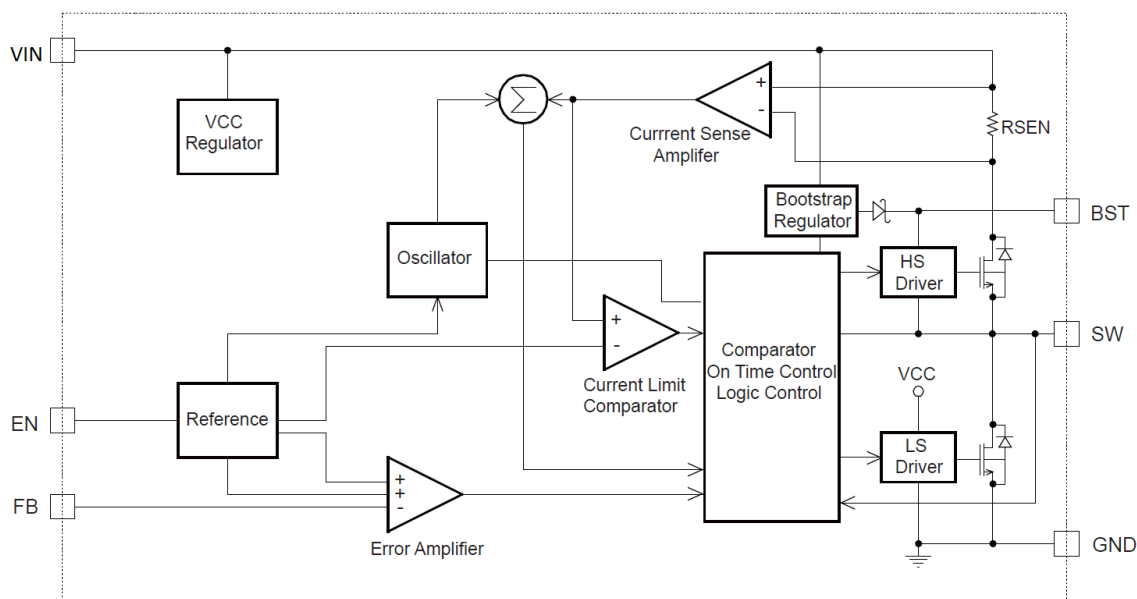 VIN
VCC
Regulator
Σ
+
-
Currrent Sense
Amplifer
RSEN
Bootstrap
Regulator
BST
Oscillator
HS
Driver
+
-
Current Limit
Comparator
Comparator
On Time Control
Logic Control
SW
VCC
EN
Reference
LS
Driver
FB
+
+
-
Error Amplifier
GND